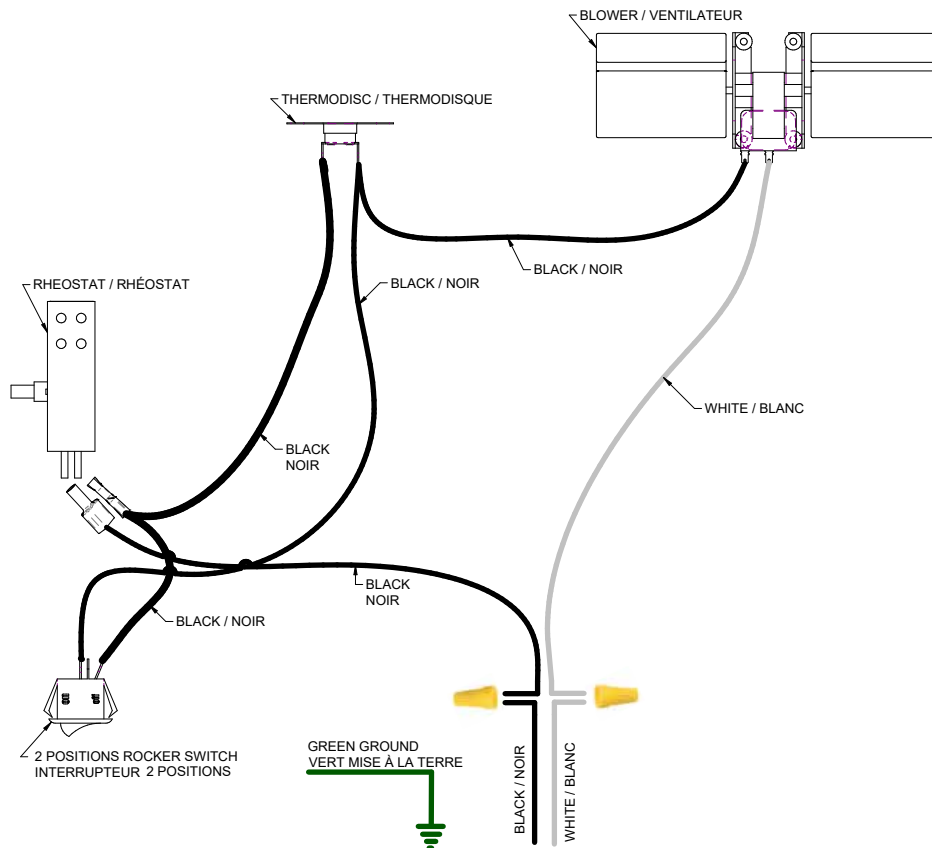 BLOWER / VENTILATEUR
THERMODISC / THERMODISQUE
BLACK / NOIR
BLACK / NOIR
RHEOSTAT / RHÉOSTAT
WHITE / BLANC
BLACK
NOIR
BLACK
NOIR
BLACK / NOIR
2 POSITIONS ROCKER SWITCH
INTERRUPTEUR 2 POSITIONS
GREEN GROUND
VERT MISE À LA TERRE
BLACK / NOIR
WHITE / BLANC